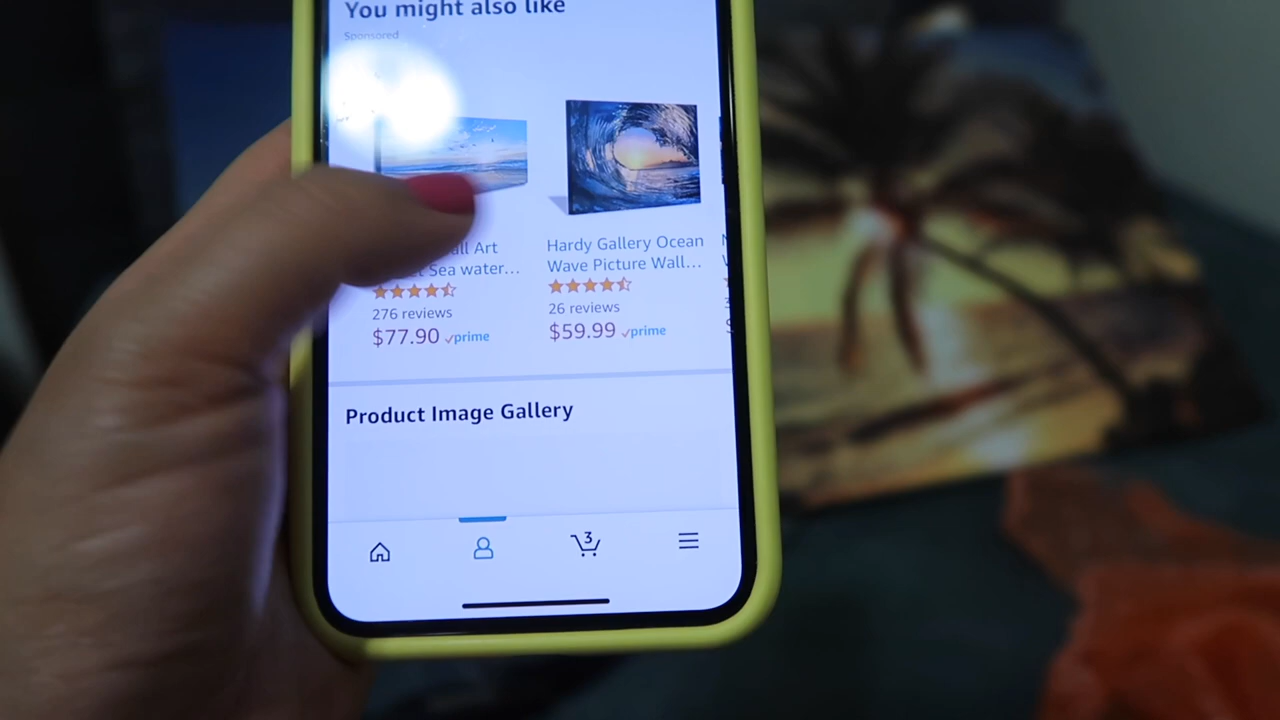 You might also like
Sponsored
all Art
Sea water...
276 reviews
$77.90 prime
Hardy Gallery Ocean
Wave Picture Wall...
26 reviews
$59.99 prime
Product Image Gallery
3